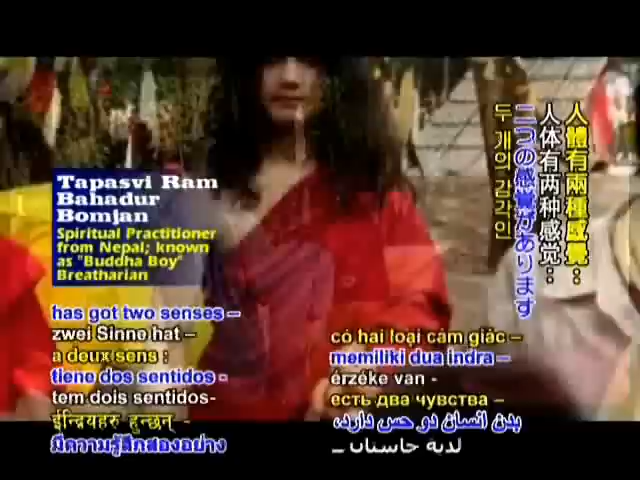 Tapasvi Ram
Bahadur
Bomjan
Spiritual Practitioner
from Nepal; known
as "Buddha Boy"
Breatharian
人體有兩種感覺:
人体有两种感觉:
二つの感覚があります
두 개의 감각인
has got two senses –
zwei Sinne hat –
a deux sens :
tiene dos sentidos -
tem dois sentidos-
ईन्द्रियहरु हुन्छन् -
มีความรู้สึกสองอย่าง
có hai loại cảm giác –
memiliki dua indra –
érzéke van -
есть два чувства –
بدن انسان دو حس دارد،
لدية حاستان –